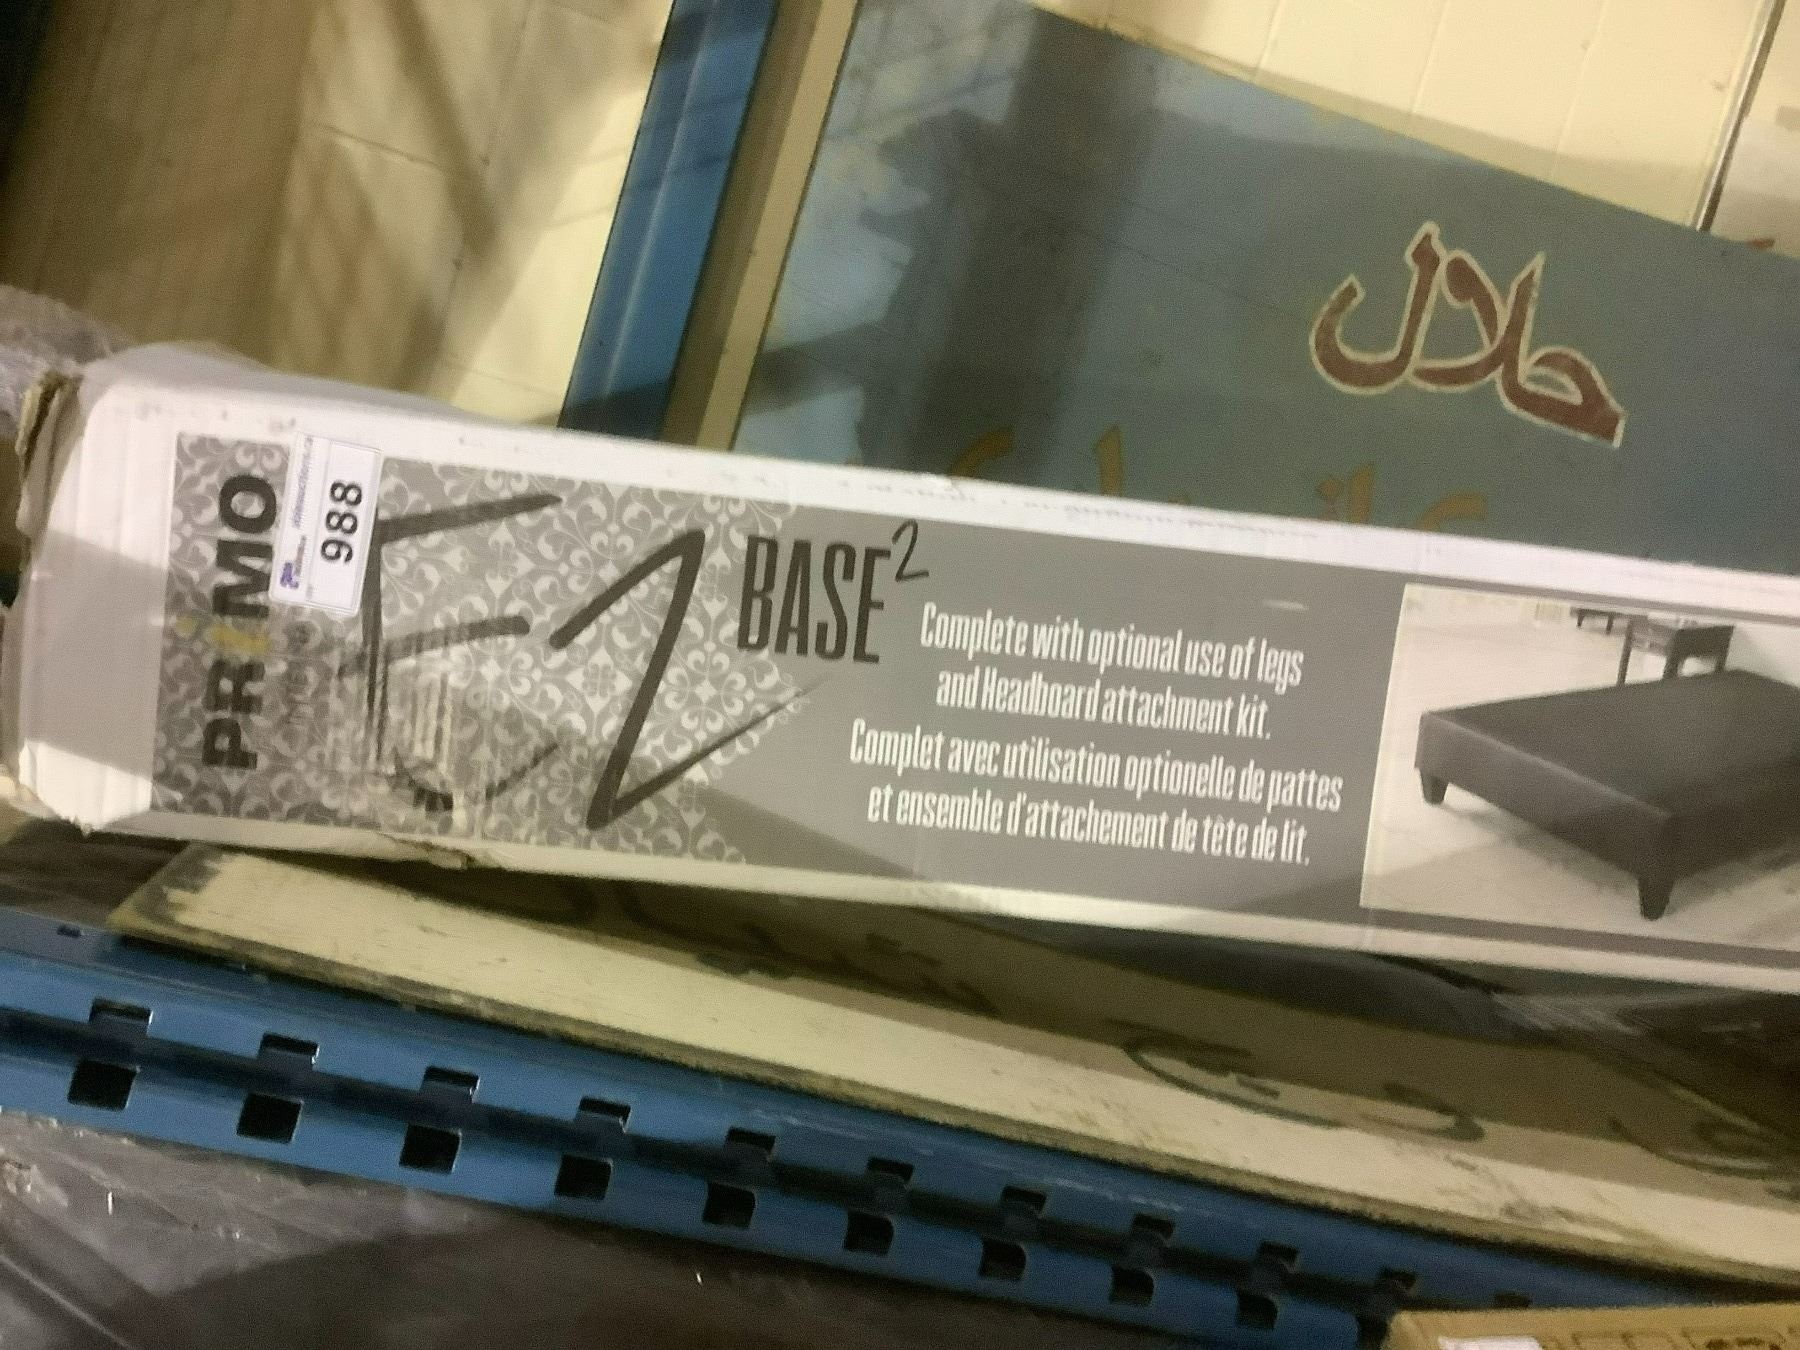 حلال
PRIMO
988
EZ BASE²
Complete with optional use of legs
and Headboard attachment kit.
Complet avec utilisation optionelle de pattes
et ensemble d'attachement de tête de lit.